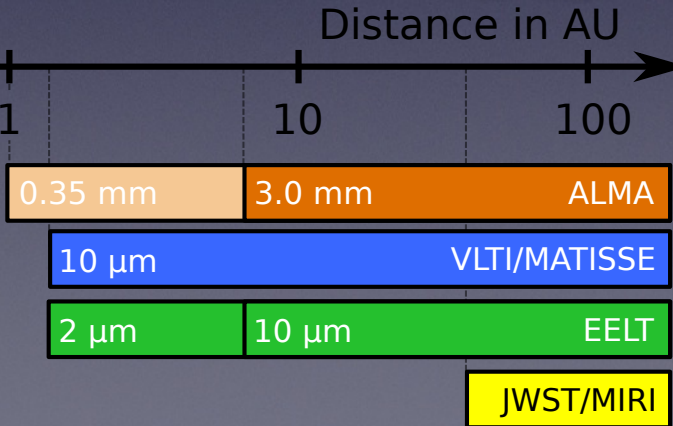 Distance in AU
1 10 100
0.35 mm 3.0 mm ALMA
10 μm VLTI/MATISSE
2 μm 10 μm EELT
JWST/MIRI